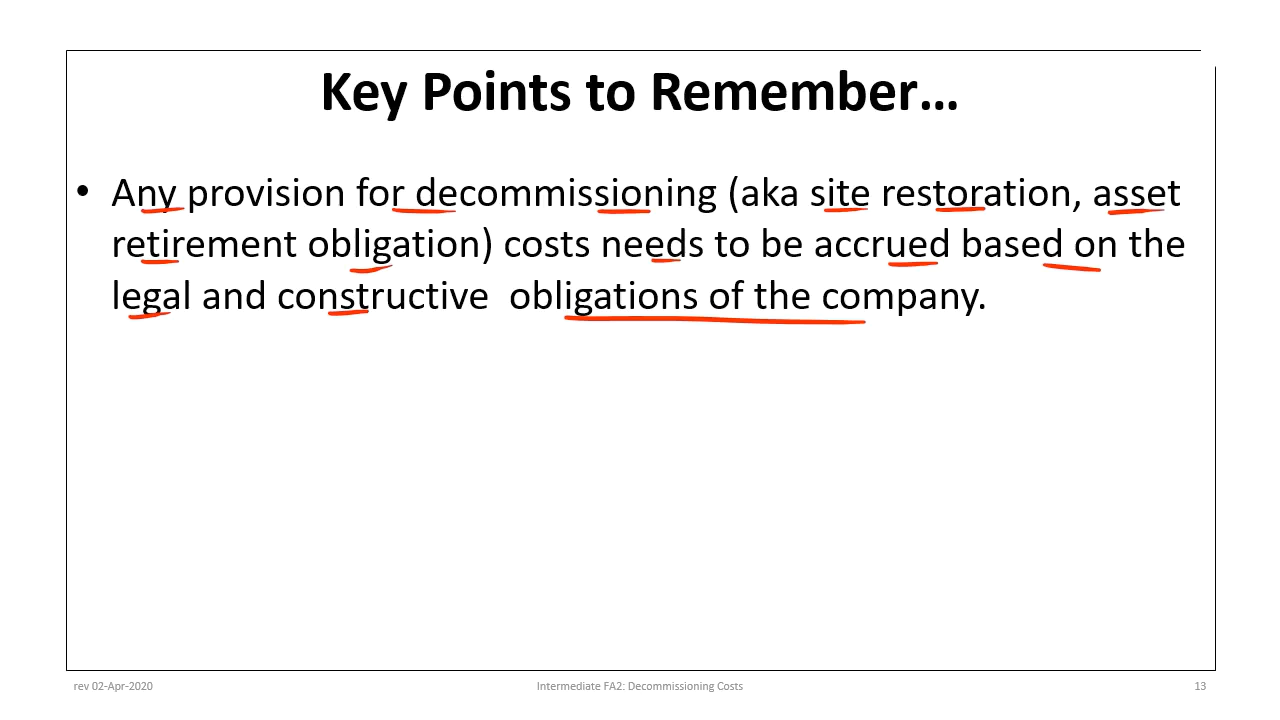 Key Points to Remember…
• Any provision for decommissioning (aka site restoration, asset
retirement obligation) costs needs to be accrued based on the
legal and constructive  obligations of the company.
rev 02-Apr-2020
Intermediate FA2: Decommissioning Costs
13